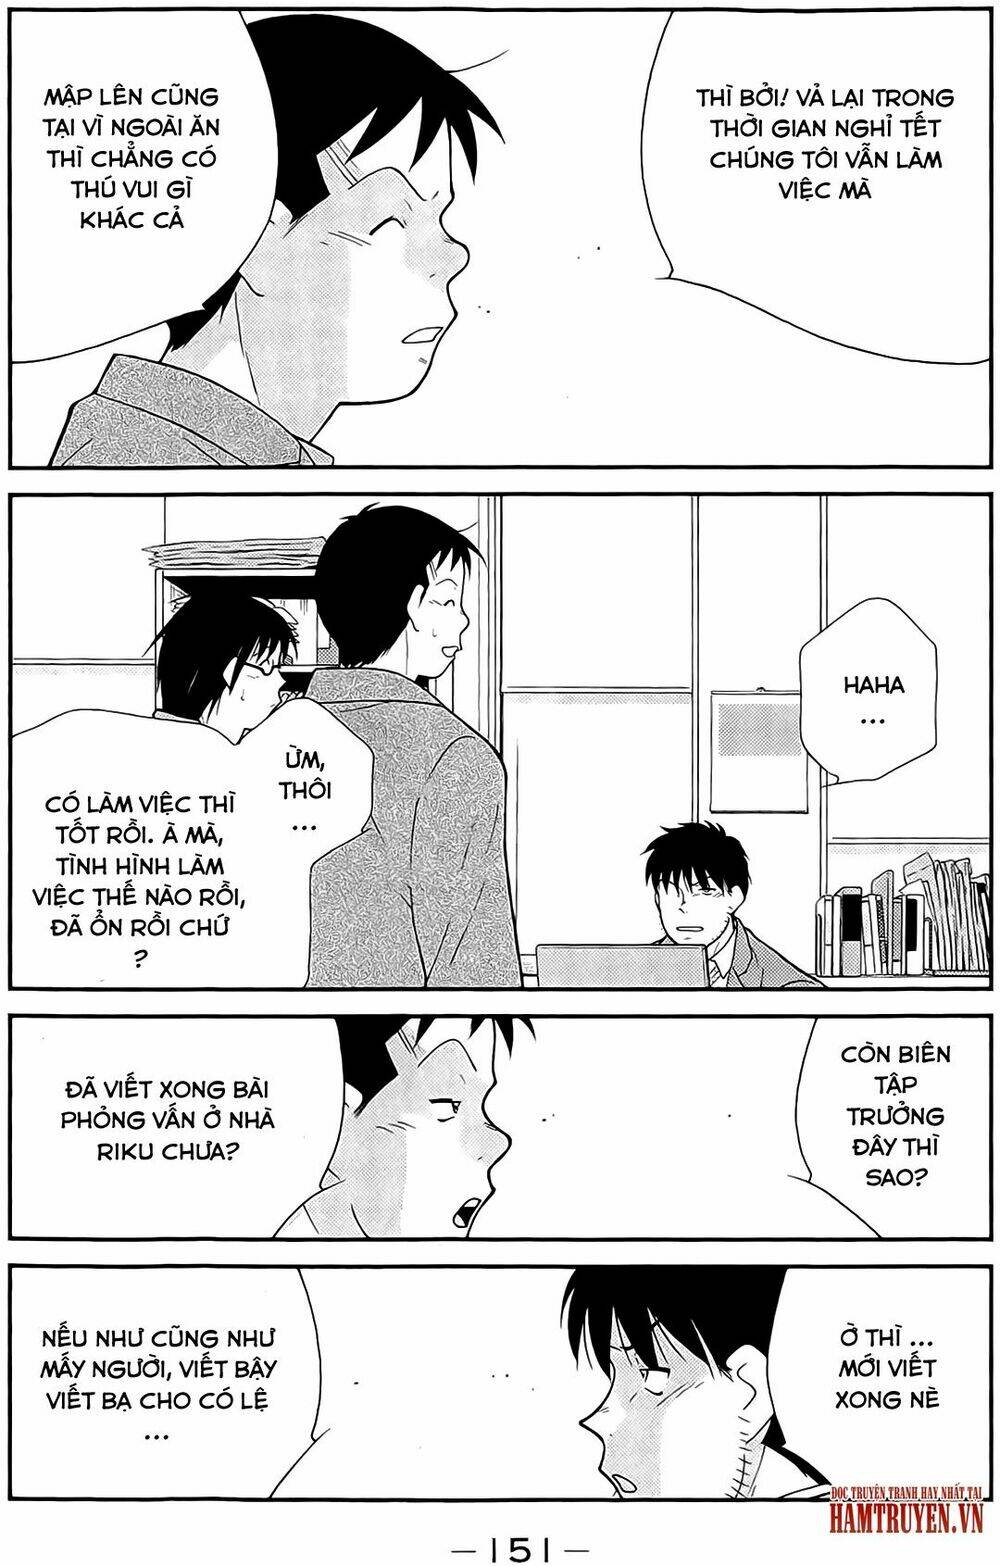 THÌ BỞI! VẢ LẠI TRONG
THỜI GIAN NGHỈ TẾT
CHÚNG TÔI VẪN LÀM
VIỆC MÀ
MẬP LÊN CŨNG
TẠI VÌ NGOÀI ĂN
THÌ CHẲNG CÓ
THÚ VUI GÌ
KHÁC CẢ
HAHA
...
ỪM,
THÔI
...
CÓ LÀM VIỆC THÌ
TỐT RỒI. À MÀ,
TÌNH HÌNH LÀM
VIỆC THẾ NÀO RỒI,
ĐÃ ỔN RỒI CHỨ
?
CÒN BIÊN
TẬP
TRƯỞNG
ĐÂY THÌ
SAO?
ĐÃ VIẾT XONG BÀI
PHỎNG VẤN Ở NHÀ
RIKU CHƯA?
Ờ THÌ ...
MỚI VIẾT
XONG NÈ
NẾU NHƯ CŨNG NHƯ
MẤY NGƯỜI, VIẾT BẬY
VIẾT BẠ CHO CÓ LỆ
...
ĐỌC TRUYỆN TRANH HAY NHẤT TẠI
HAMTRUYEN.VN
— 151 —